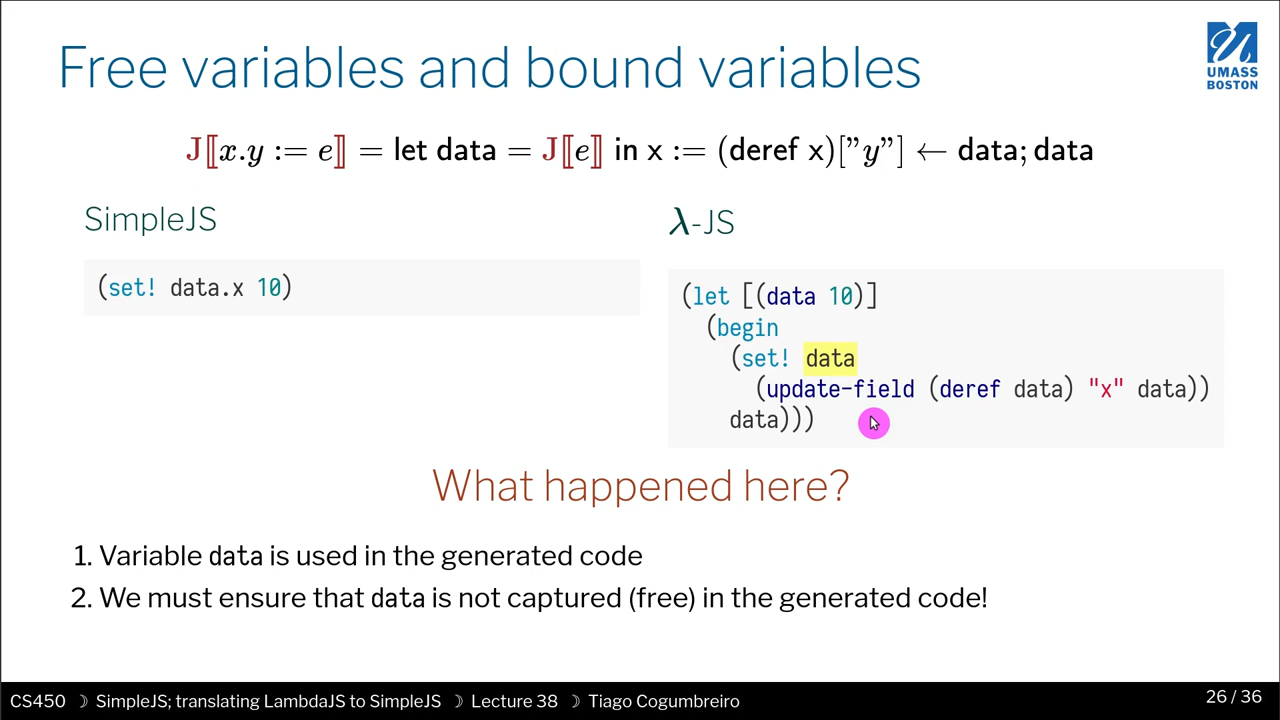 Free variables and bound variables
UMASS
BOSTON
J⟦x.y := e⟧ = let data = J⟦e⟧ in x := (deref x)["y"] ← data; data
SimpleJS
(set! data.x 10)
λ-JS
(let [(data 10)]
(begin
(set! data
(update-field (deref data) "x" data))
data)))
What happened here?
1. Variable data is used in the generated code
2. We must ensure that data is not captured (free) in the generated code!
CS450 ☽ SimpleJS; translating LambdaJS to SimpleJS ☽ Lecture 38 ☽ Tiago Cogumbreiro
26 / 36